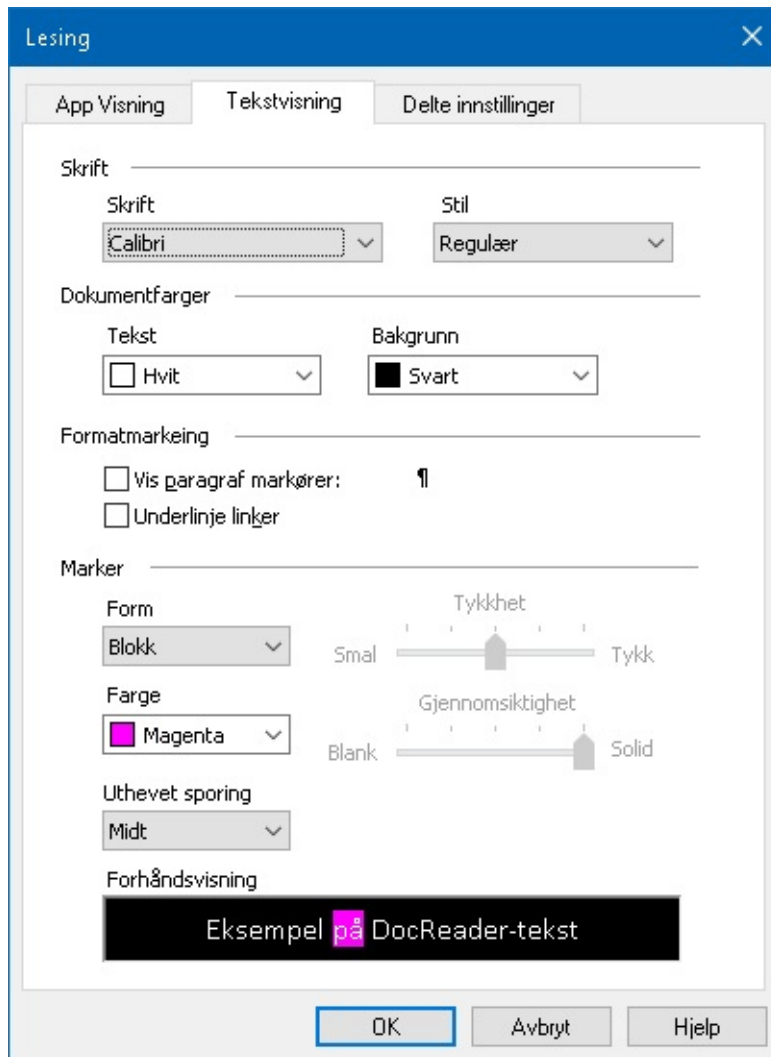 Lesing
App Visning Tekstvisning Delte innstillinger
Skrift
Skrift Stil
Calibri Regulær
Dokumentfarger
Tekst Bakgrunn
Hvit Svart
Formatmarkeing
Vis paragraf markører: ¶
Underlinje linker
Marker
Form Tykkhet
Blokk Smal Tykk
Farge Gjennomsiktighet
Magenta Blank Solid
Uthevet sporing
Midt
Forhåndsvisning
Eksempel på DocReader-tekst
OK Avbryt Hjelp